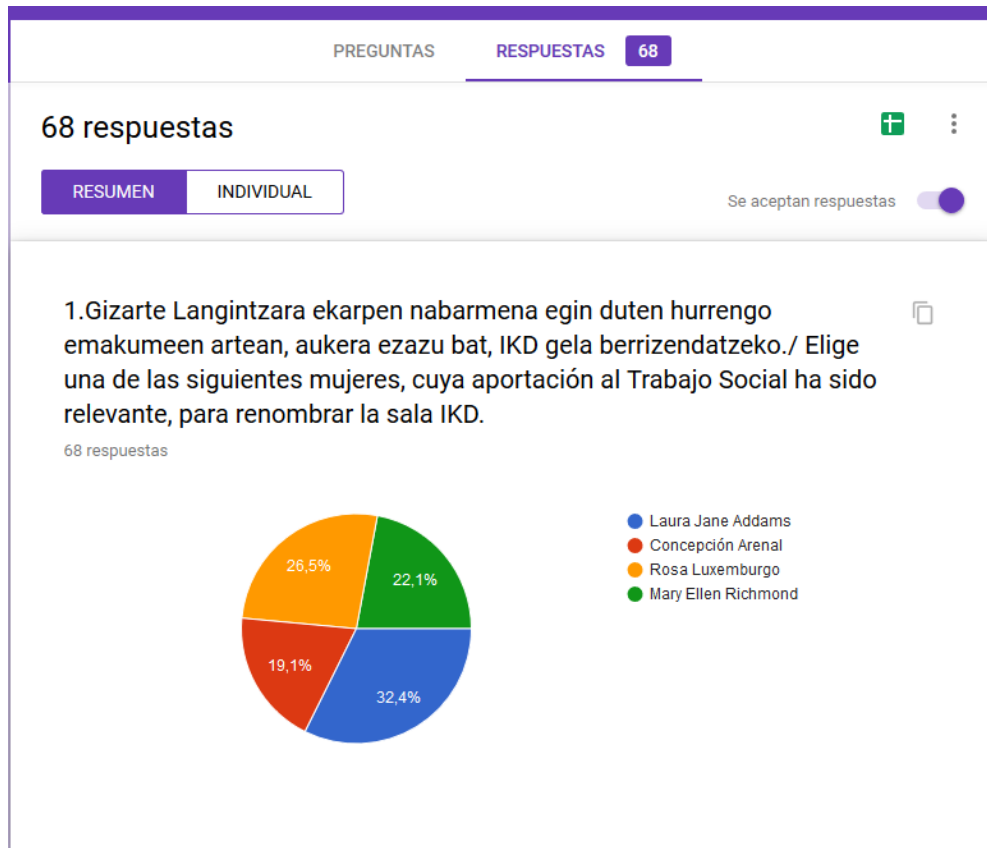 PREGUNTAS
RESPUESTAS 68
68 respuestas
RESUMEN
INDIVIDUAL
Se aceptan respuestas
1.Gizarte Langintzara ekarpen nabarmena egin duten hurrengo
emakumeen artean, aukera ezazu bat, IKD gela berrizendatzeko./ Elige
una de las siguientes mujeres, cuya aportación al Trabajo Social ha sido
relevante, para renombrar la sala IKD.
68 respuestas
26,5%
22,1%
19,1%
32,4%
Laura Jane Addams
Concepción Arenal
Rosa Luxemburgo
Mary Ellen Richmond